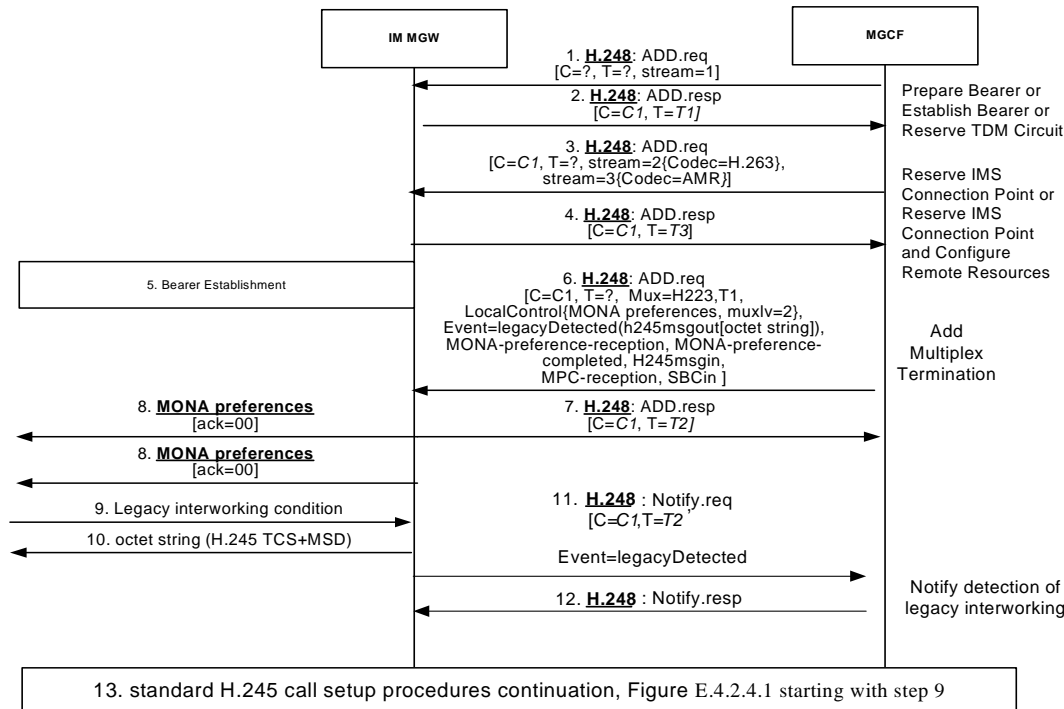 IM MGW
MGCF
1. H.248: ADD.req
[C=?, T=?, stream=1]
Prepare Bearer or
Establish Bearer or
Reserve TDM Circuit
2. H.248: ADD.resp
[C=C1, T=T1]
3. H.248: ADD.req
[C=C1, T=?, stream=2{Codec=H.263},
stream=3{Codec=AMR}]
Reserve IMS
Connection Point or
Reserve IMS
Connection Point
and Configure
Remote Resources
4. H.248: ADD.resp
[C=C1, T=T3]
5. Bearer Establishment
6. H.248: ADD.req
[C=C1, T=?, Mux=H223,T1,
LocalControl{MONA preferences, muxlv=2},
Event=legacyDetected(h245msgout[octet string]),
MONA-preference-reception, MONA-preference-
completed, H245msgin,
MPC-reception, SBCin ]
Add
Multiplex
Termination
8. MONA preferences
[ack=00]
7. H.248: ADD.resp
[C=C1, T=T2]
8. MONA preferences
[ack=00]
9. Legacy interworking condition
10. octet string (H.245 TCS+MSD)
11. H.248 : Notify.req
[C=C1,T=T2 ,
Event=legacyDetected
12. H.248 : Notify.resp
Notify detection of
legacy interworking
13. standard H.245 call setup procedures continuation, Figure E.4.2.4.1 starting with step 9